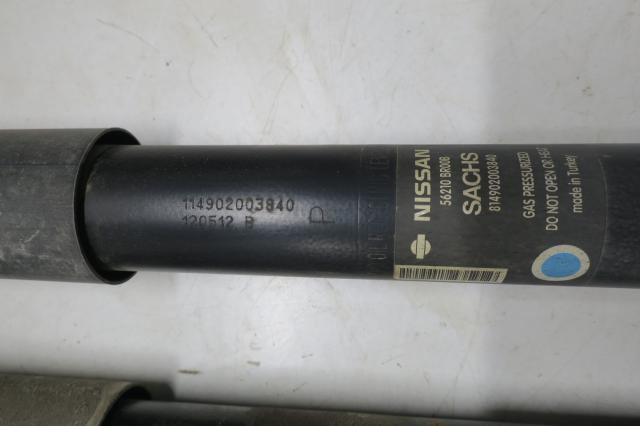 114902003840
120512 B
P
NISSAN
56210 BR00B
SACHS
814902003840
GAS PRESSURIZED
DO NOT OPEN OR HEAT
made in Turkey